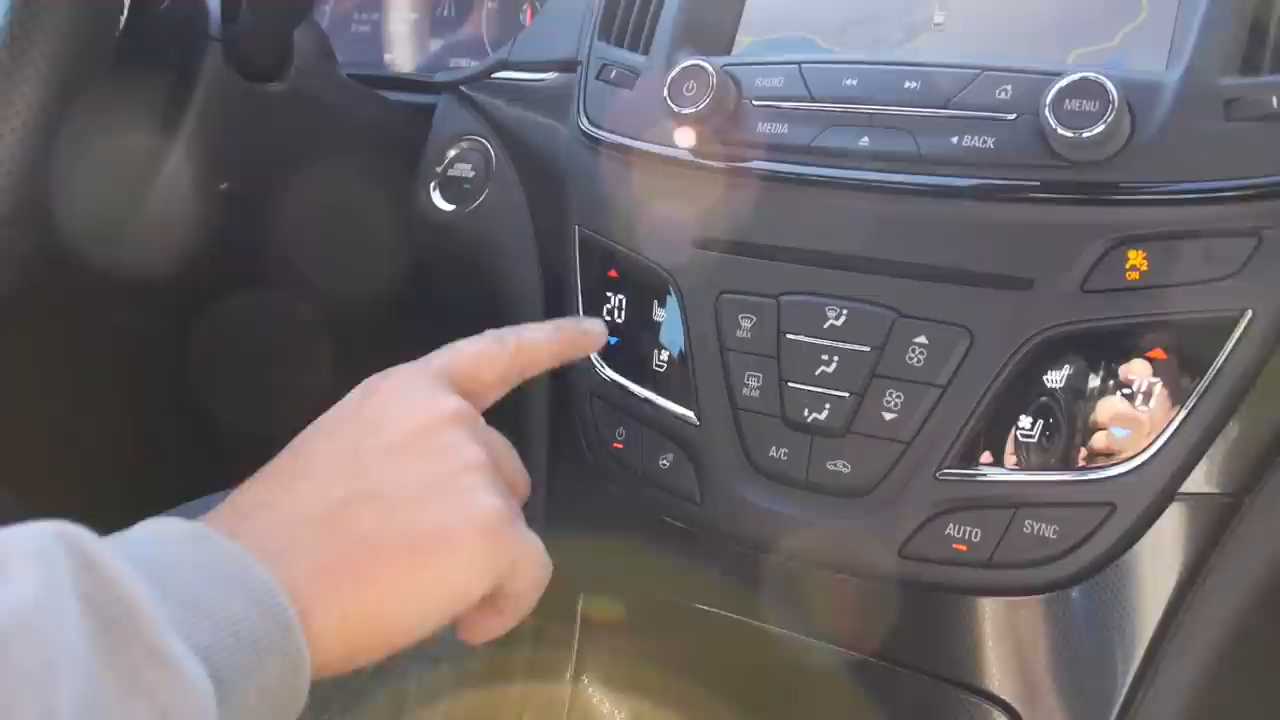 RADIO
MENU
MEDIA
BACK
ON
20
MAX
REAR
A/C
AUTO
SYNC